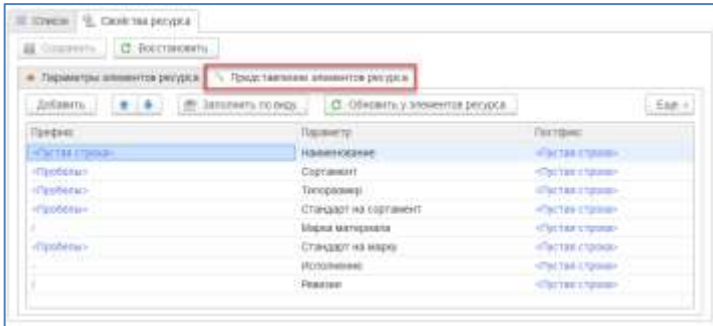 Список Свойства ресурса
Сохранить Восстановить
Параметры элементов ресурса Представление элементов ресурса
Добавить Заполнить по виду Обновить у элементов ресурса Еще
Префикс Параметр Постфикс
<Пустая строка> Наименование <Пустая строка>
<Пробелы> Сортамент <Пустая строка>
<Пробелы> Типоразмер <Пустая строка>
<Пробелы> Стандарт на сортамент <Пустая строка>
/ Марка материала <Пустая строка>
<Пробелы> Стандарт на марку <Пустая строка>
Исполнение <Пустая строка>
/ Ревизия <Пустая строка>